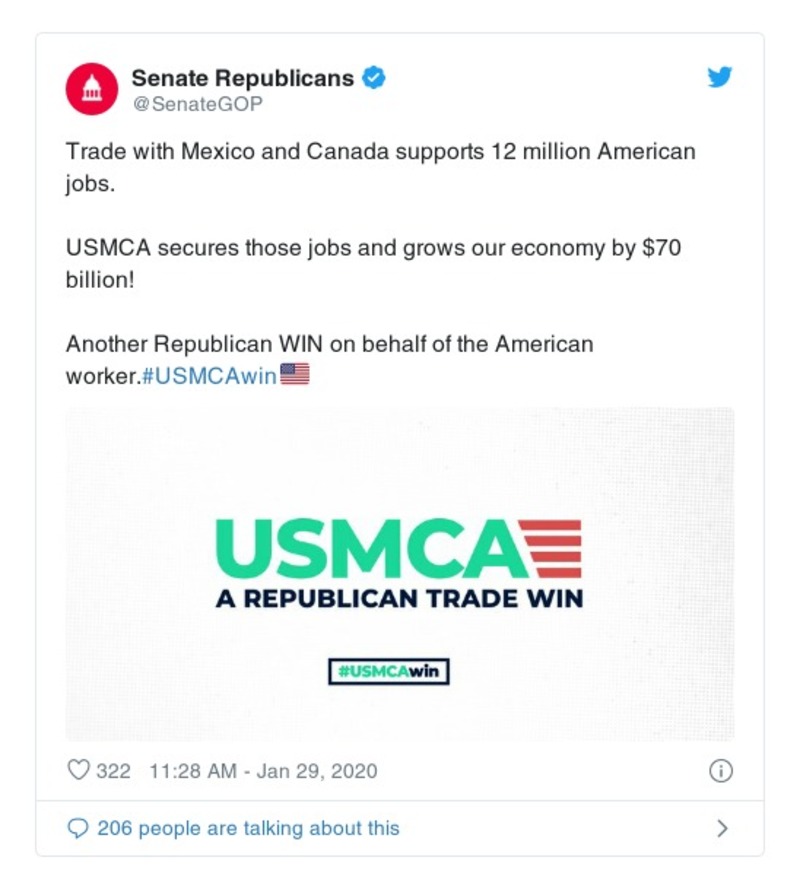 Senate Republicans
@SenateGOP
Trade with Mexico and Canada supports 12 million American
jobs.
USMCA secures those jobs and grows our economy by $70
billion!
Another Republican WIN on behalf of the American
worker.#USMCAwin🇺🇸
USMCA
A REPUBLICAN TRADE WIN
#USMCAwin
322 11:28 AM - Jan 29, 2020
206 people are talking about this